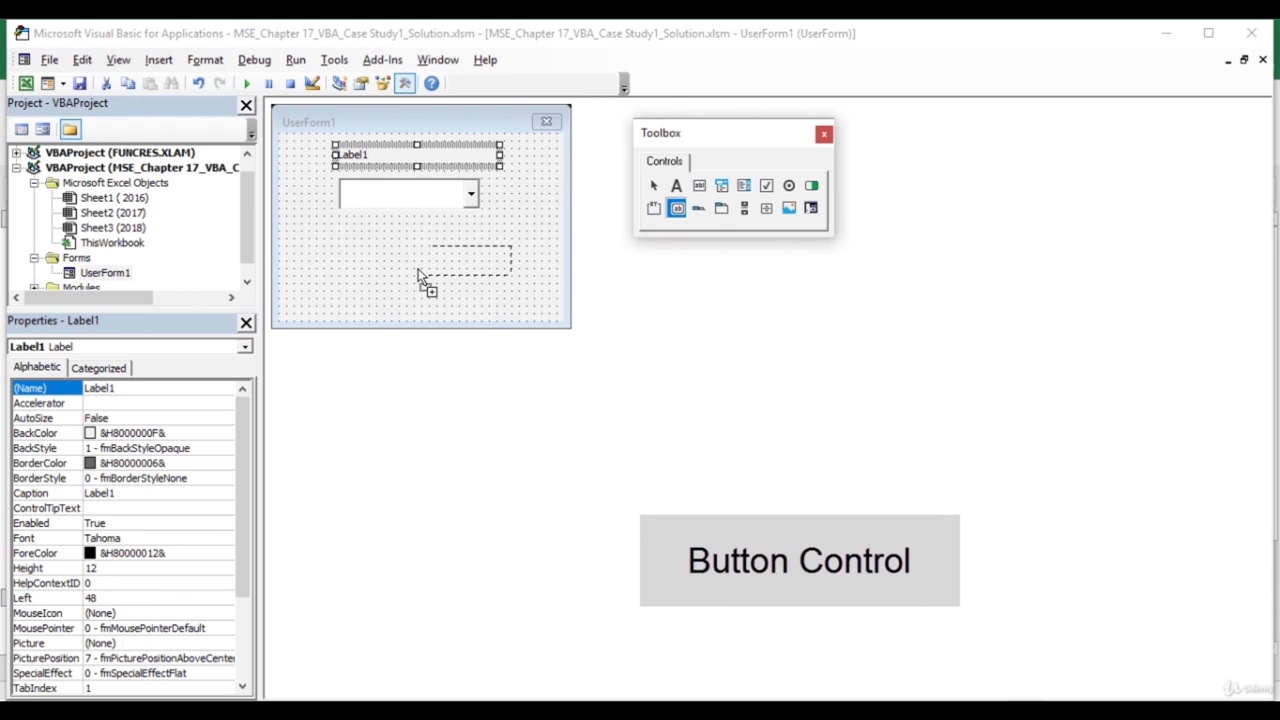 Microsoft Visual Basic for Applications - MSE_Chapter 17_VBA_Case Study1_Solution.xlsm - [MSE_Chapter 17_VBA_Case Study1_Solution.xlsm - UserForm1 (UserForm)]
File Edit View Insert Format Debug Run Tools Add-Ins Window Help
Project - VBAProject
VBAProject (FUNCRES.XLAM)
VBAProject (MSE_Chapter 17_VBA_C
Microsoft Excel Objects
Sheet1 ( 2016)
Sheet2 (2017)
Sheet3 (2018)
ThisWorkbook
Forms
UserForm1
Modules
Properties - Label1
Label1 Label
Alphabetic Categorized
(Name) Label1
Accelerator
AutoSize False
BackColor &H8000000F&
BackStyle 1 - fmBackStyleOpaque
BorderColor &H80000006&
BorderStyle 0 - fmBorderStyleNone
Caption Label1
ControlTipText
Enabled True
Font Tahoma
ForeColor &H80000012&
Height 12
HelpContextID 0
Left 48
MouseIcon (None)
MousePointer 0 - fmMousePointerDefault
Picture (None)
PicturePosition 7 - fmPicturePositionAboveCenter
SpecialEffect 0 - fmSpecialEffectFlat
TabIndex 1
UserForm1
Label1
Toolbox
Controls
Button Control
Udemy